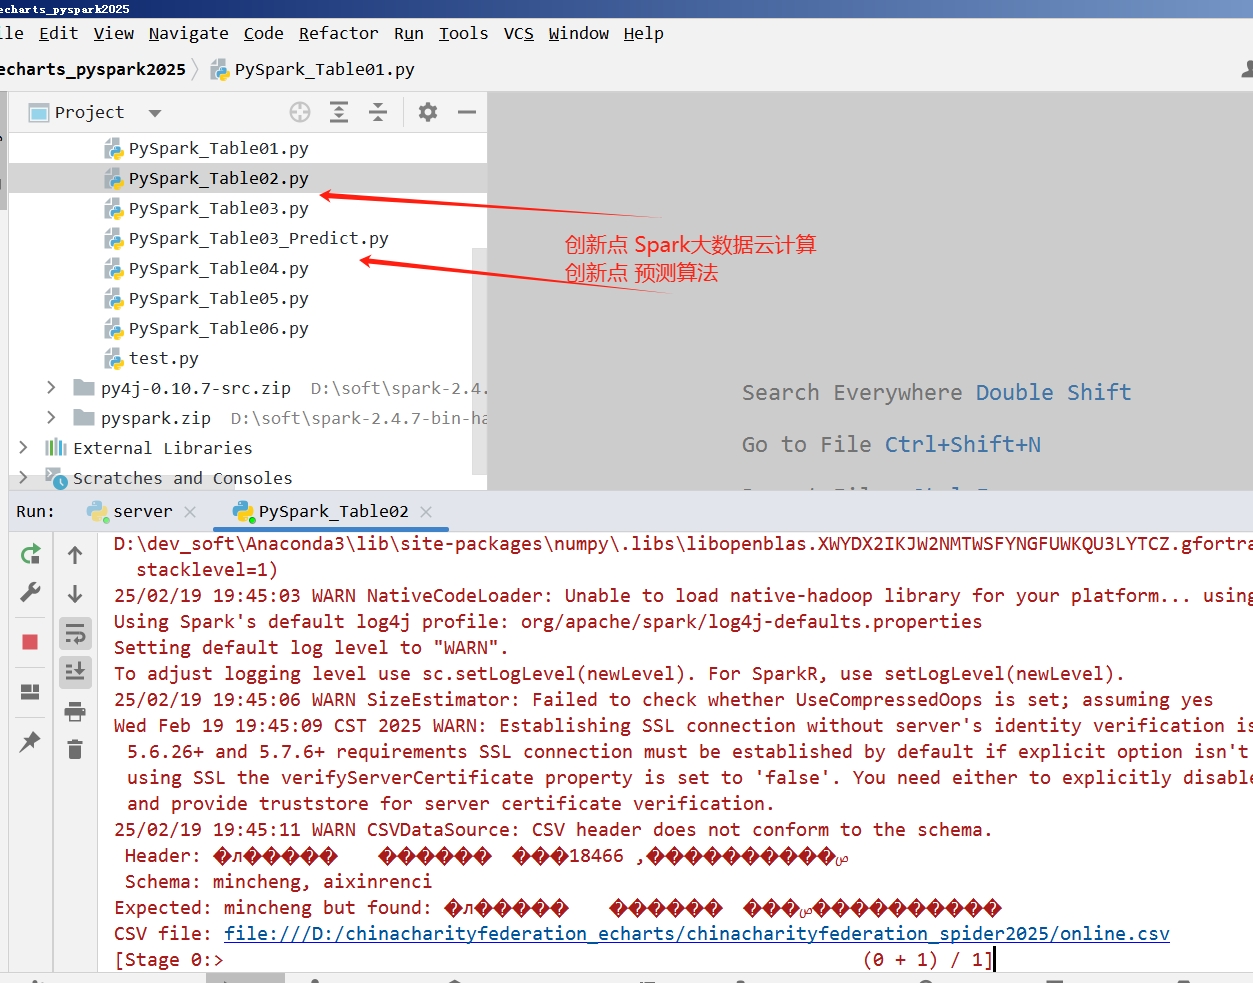 echarts_pyspark2025
ile Edit View Navigate Code Refactor Run Tools VCS Window Help
echarts_pyspark2025 PySpark_Table01.py
Project
PySpark_Table01.py
PySpark_Table02.py
PySpark_Table03.py
PySpark_Table03_Predict.py
PySpark_Table04.py
PySpark_Table05.py
PySpark_Table06.py
test.py
py4j-0.10.7-src.zip D:\soft\spark-2.4.
pyspark.zip D:\soft\spark-2.4.7-bin-ha
External Libraries
Scratches and Consoles
创新点 Spark大数据云计算
创新点 预测算法
Search Everywhere Double Shift
Go to File Ctrl+Shift+N
Run: server PySpark_Table02
D:\dev_soft\Anaconda3\lib\site-packages\numpy\.libs\libopenblas.XWYDX2IKJW2NMTWSFYNGFUWKQU3LYTCZ.gfortra
stacklevel=1)
25/02/19 19:45:03 WARN NativeCodeLoader: Unable to load native-hadoop library for your platform... using
Using Spark's default log4j profile: org/apache/spark/log4j-defaults.properties
Setting default log level to "WARN".
To adjust logging level use sc.setLogLevel(newLevel). For SparkR, use setLogLevel(newLevel).
25/02/19 19:45:06 WARN SizeEstimator: Failed to check whether UseCompressedOops is set; assuming yes
Wed Feb 19 19:45:09 CST 2025 WARN: Establishing SSL connection without server's identity verification is
5.6.26+ and 5.7.6+ requirements SSL connection must be established by default if explicit option isn't
using SSL the verifyServerCertificate property is set to 'false'. You need either to explicitly disable
and provide truststore for server certificate verification.
25/02/19 19:45:11 WARN CSVDataSource: CSV header does not conform to the schema.
Header: �л����� ������ ���18466 ,����������ص
Schema: mincheng, aixinrenci
Expected: mincheng but found: �л����� ������ ���ص����������
CSV file: file:///D:/chinacharityfederation_echarts/chinacharityfederation_spider2025/online.csv
[Stage 0:> (0 + 1) / 1]